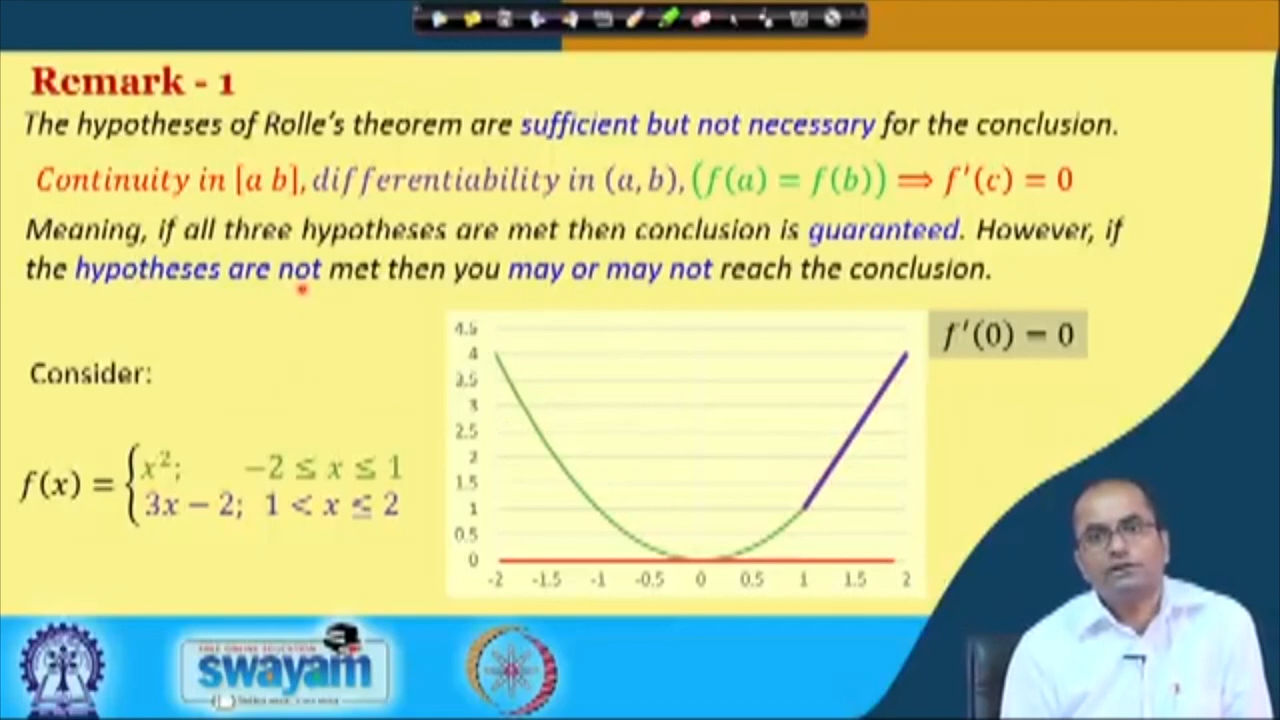 Remark - 1
The hypotheses of Rolle's theorem are sufficient but not necessary for the conclusion.
Continuity in [a b], differentiability in (a, b), (f(a) = f(b)) ⟹ f′(c) = 0
Meaning, if all three hypotheses are met then conclusion is guaranteed. However, if
the hypotheses are not met then you may or may not reach the conclusion.
f′(0) = 0
Consider:
f(x) = { x²; −2 ≤ x ≤ 1
3x − 2; 1 < x ≤ 2
4.5
4
3.5
3
2.5
2
1.5
1
0.5
0
-2 -1.5 -1 -0.5 0 0.5 1 1.5 2
FREE ONLINE EDUCATION
swayam